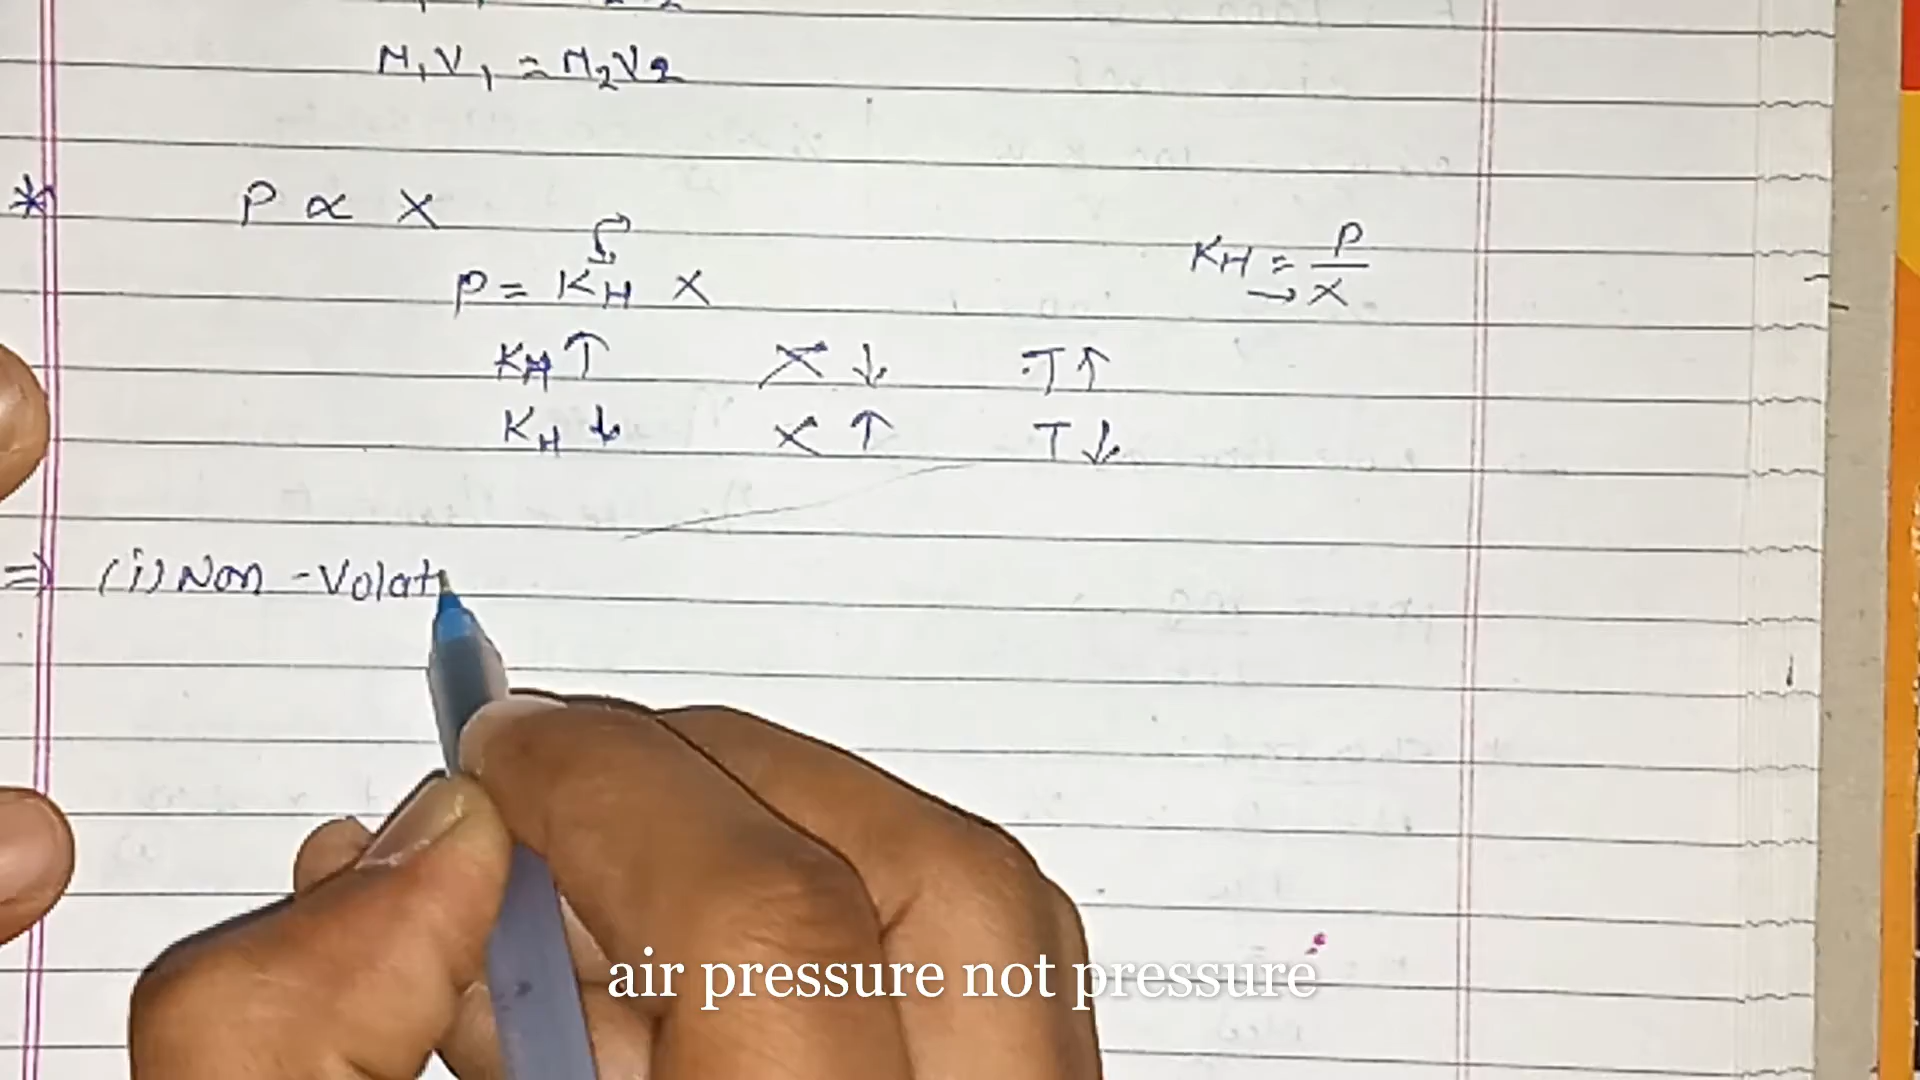 M₁V₁ = M₂V₂
* P ∝ X
P = K_H X
K_H = P/X
K_H ↑ X ↓ T ↑
K_H ↓ X ↑ T ↓
⇒ (i) Non - Volat
air pressure not pressure